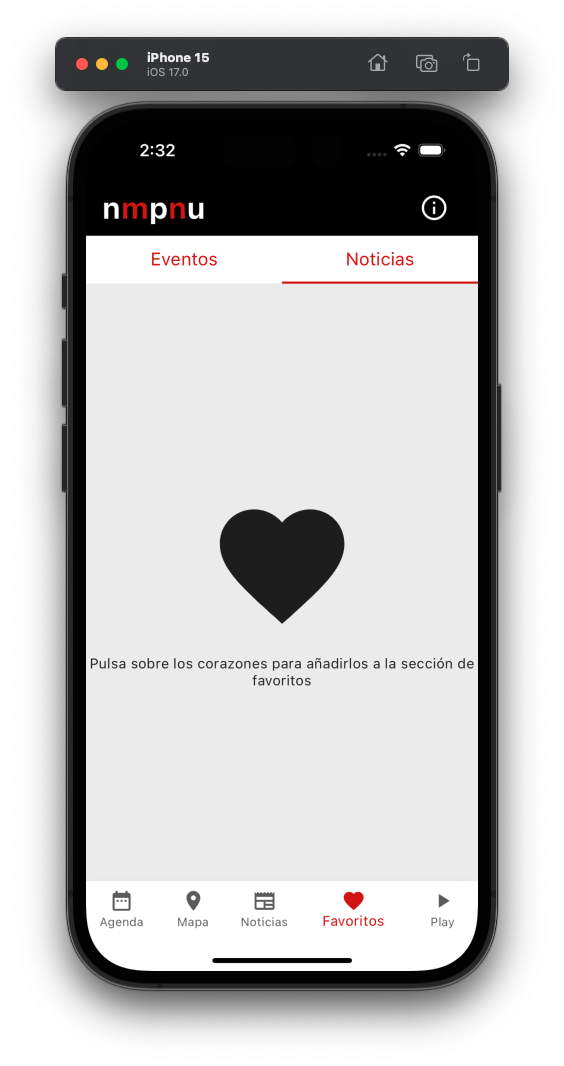 iPhone 15
iOS 17.0
2:32
nmpnu
Eventos Noticias
Pulsa sobre los corazones para añadirlos a la sección de
favoritos
Agenda Mapa Noticias Favoritos Play